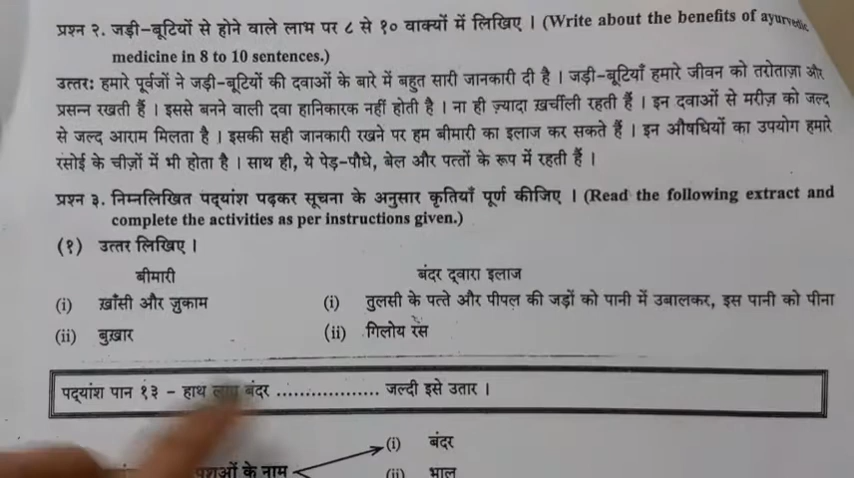 प्रश्न २. जड़ी-बूटियों से होने वाले लाभ पर ८ से १० वाक्यों में लिखिए । (Write about the benefits of ayurvedic
medicine in 8 to 10 sentences.)
उत्तर: हमारे पूर्वजों ने जड़ी-बूटियों की दवाओं के बारे में बहुत सारी जानकारी दी है । जड़ी-बूटियाँ हमारे जीवन को तरोताज़ा और
प्रसन्न रखती हैं । इससे बनने वाली दवा हानिकारक नहीं होती है । ना ही ज़्यादा ख़र्चीली रहती हैं । इन दवाओं से मरीज़ को जल्द
से जल्द आराम मिलता है । इसकी सही जानकारी रखने पर हम बीमारी का इलाज कर सकते हैं । इन औषधियों का उपयोग हमारे
रसोई के चीज़ों में भी होता है । साथ ही, ये पेड़-पौधे, बेल और पत्तों के रूप में रहती हैं ।
प्रश्न ३. निम्नलिखित पद्यांश पढ़कर सूचना के अनुसार कृतियाँ पूर्ण कीजिए । (Read the following extract and
complete the activities as per instructions given.)
(१) उत्तर लिखिए ।
बीमारी बंदर द्वारा इलाज
(i) ख़ाँसी और ज़ुकाम (i) तुलसी के पत्ते और पीपल की जड़ों को पानी में उबालकर, इस पानी को पीना
(ii) बुख़ार (ii) गिलोय रस
पद्यांश पान १३ - हाथ लगा बंदर .................. जल्दी इसे उतार ।
(i) बंदर
पशुओं के नाम (ii) भालू